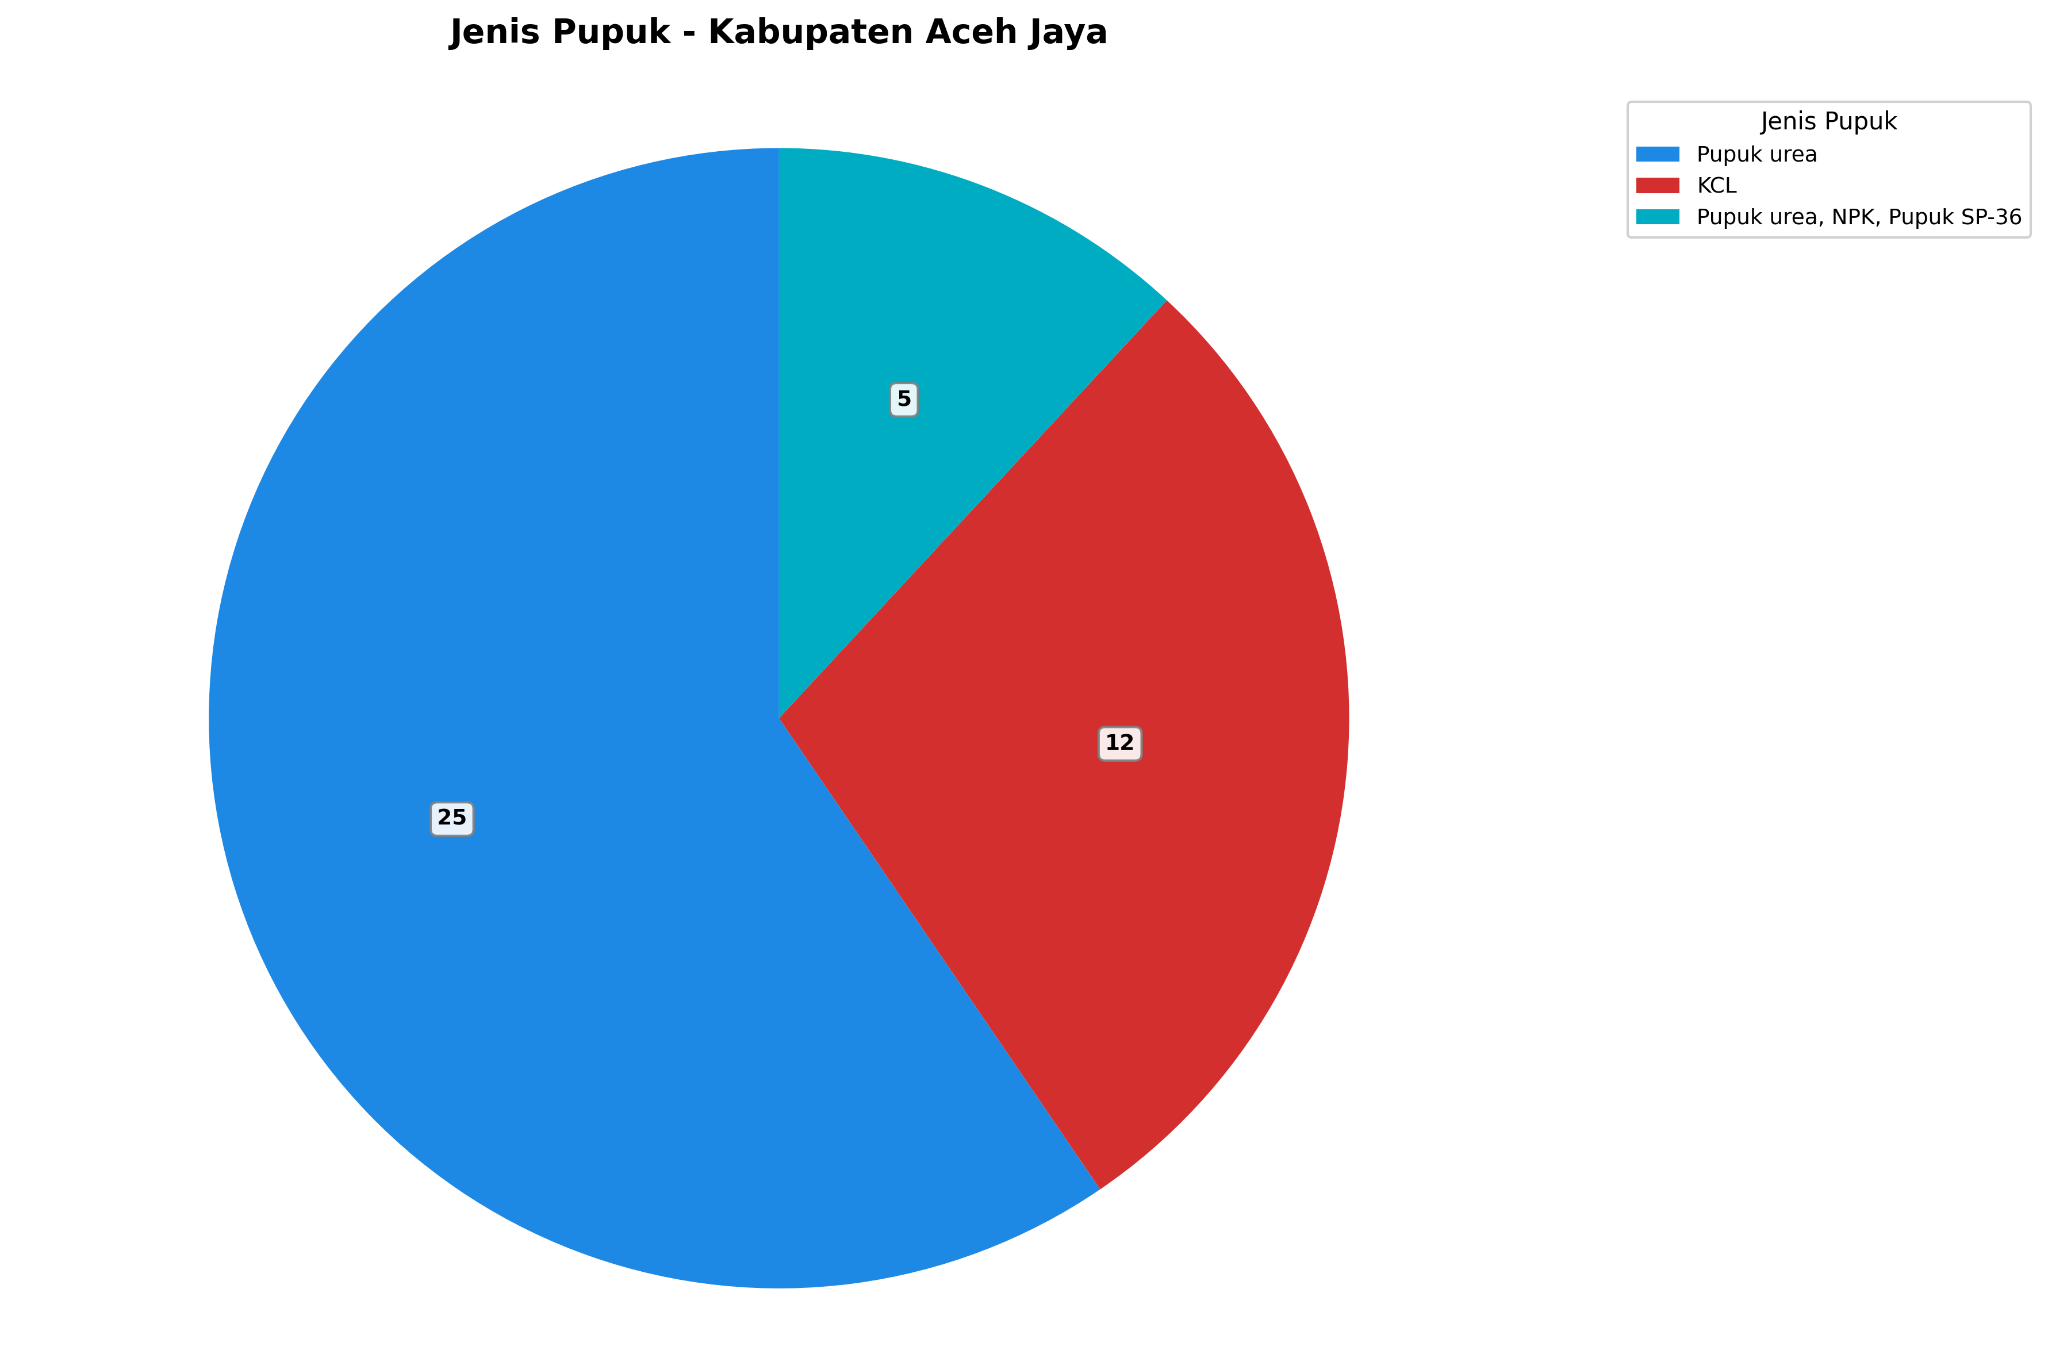 Jenis Pupuk - Kabupaten Aceh Jaya
Jenis Pupuk
Pupuk urea
KCL
Pupuk urea, NPK, Pupuk SP-36
5
12
25